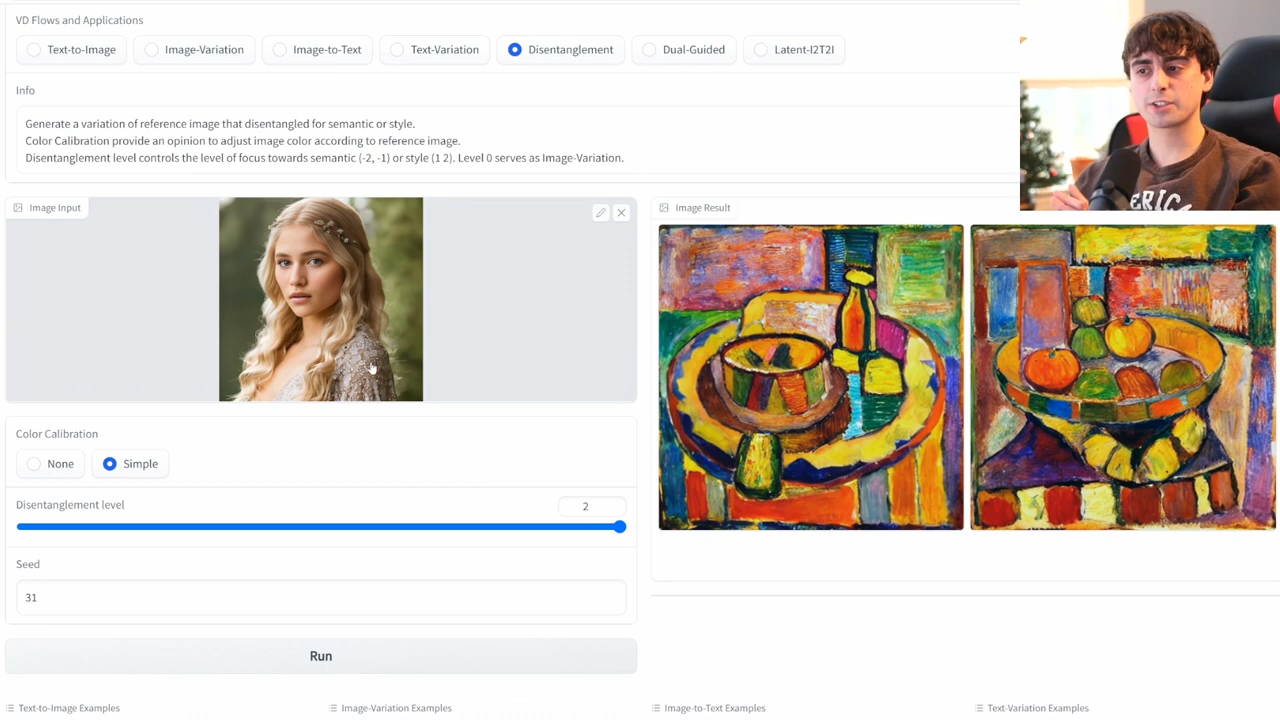 VD Flows and Applications
Text-to-Image Image-Variation Image-to-Text Text-Variation Disentanglement Dual-Guided Latent-I2T2I
Info
Generate a variation of reference image that disentangled for semantic or style.
Color Calibration provide an opinion to adjust image color according to reference image.
Disentanglement level controls the level of focus towards semantic (-2, -1) or style (1 2). Level 0 serves as Image-Variation.
Image Input
Image Result
Color Calibration
None Simple
Disentanglement level 2
Seed
31
Run
Text-to-Image Examples Image-Variation Examples Image-to-Text Examples Text-Variation Examples